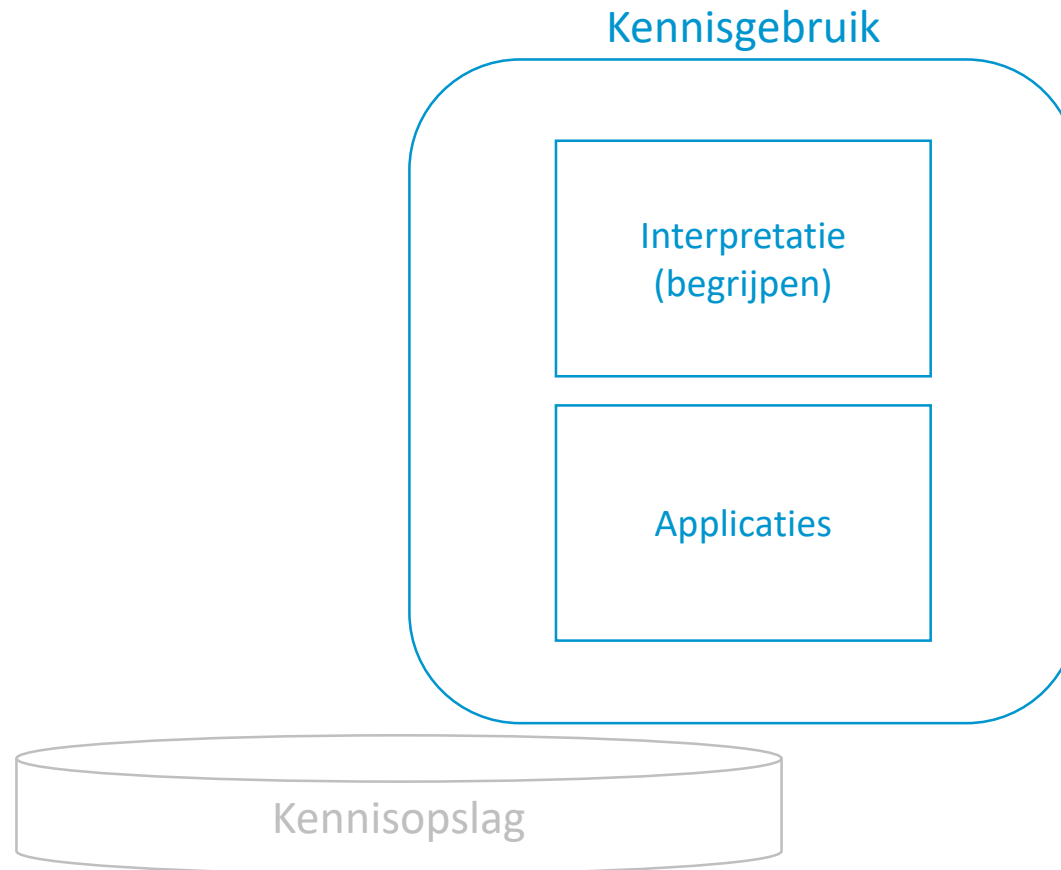 Kennisgebruik
Interpretatie
(begrijpen)
Applicaties
Kennisopslag